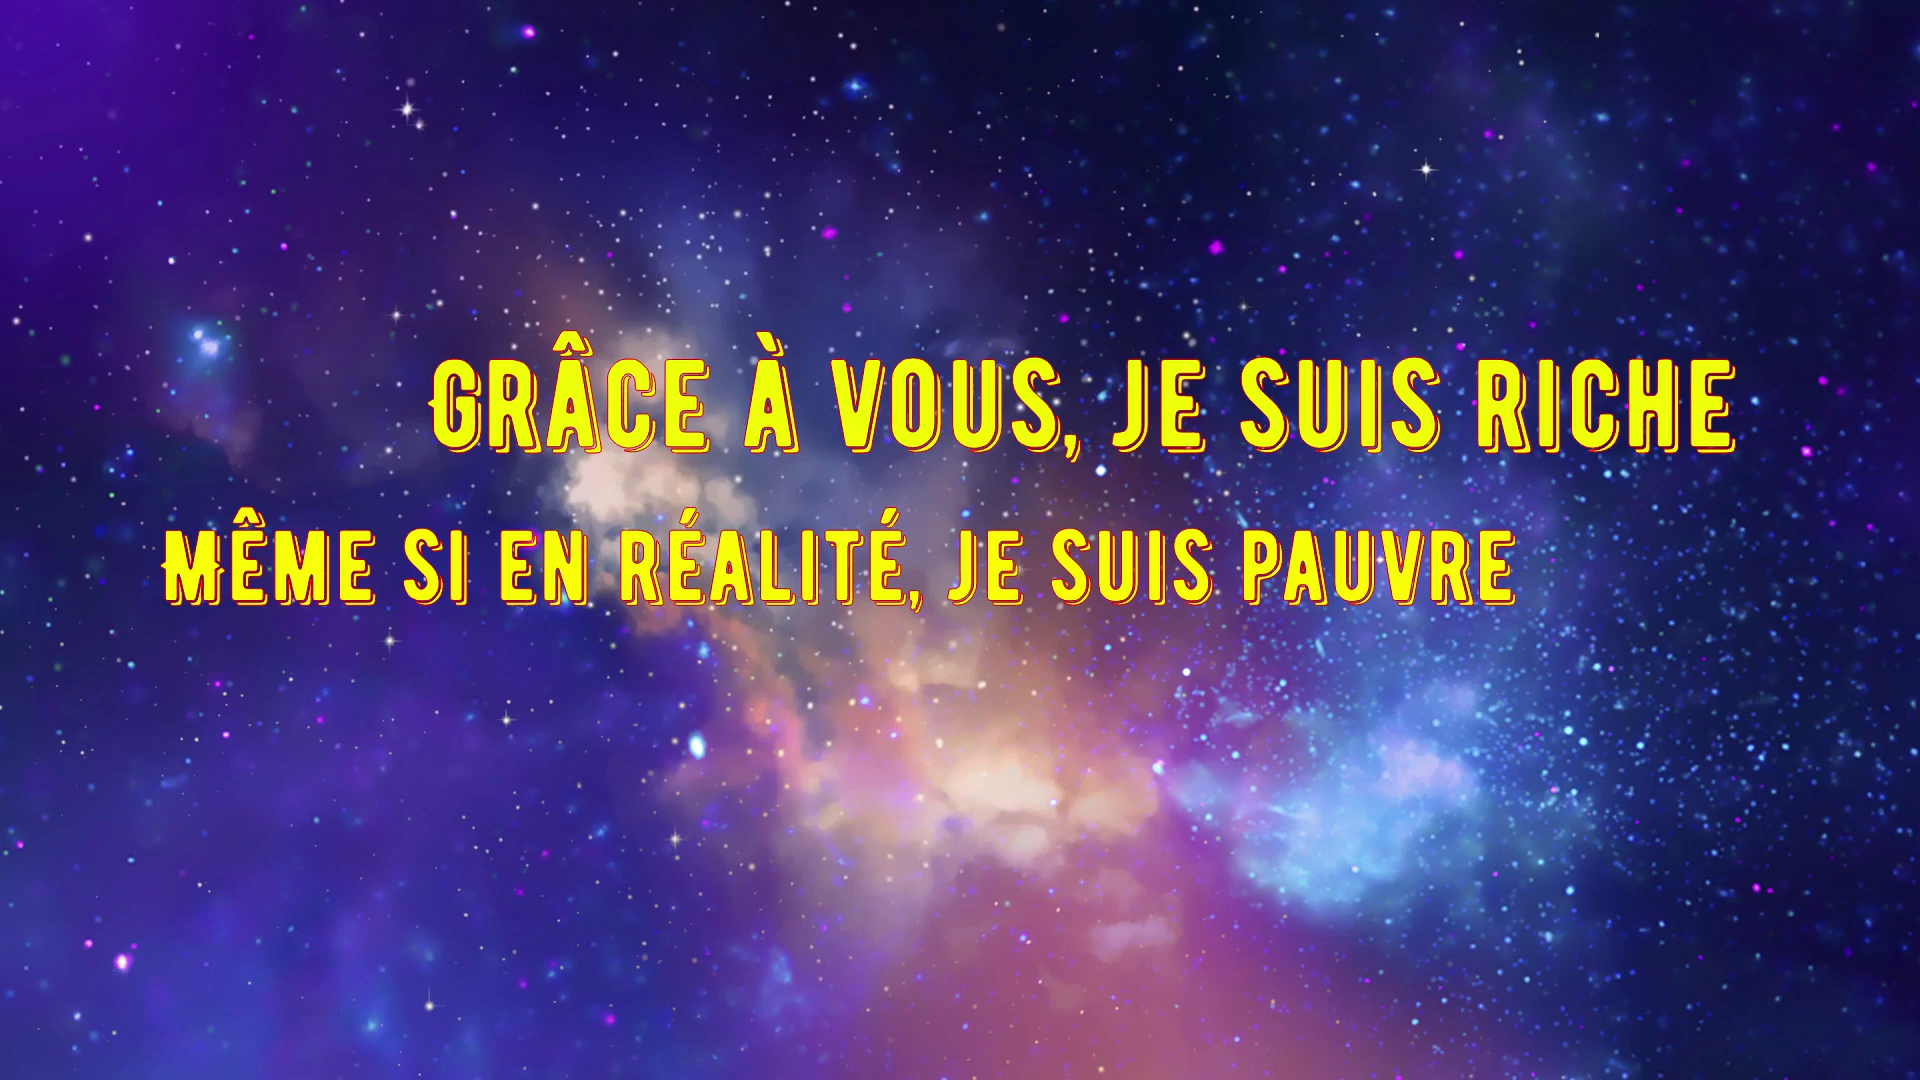 GRÂCE À VOUS, JE SUIS RICHE
MÊME SI EN RÉALITÉ, JE SUIS PAUVRE